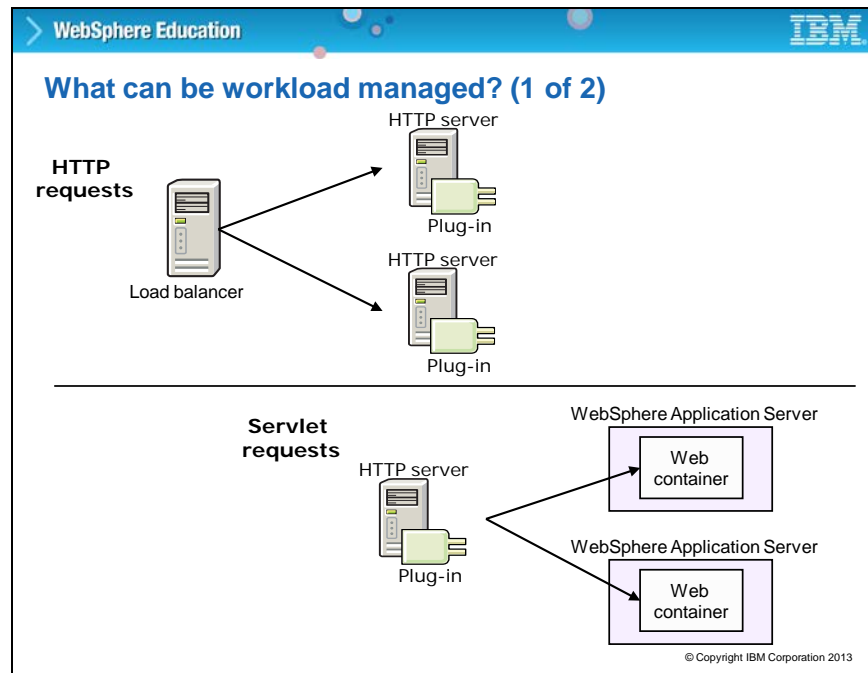 WebSphere Education
IBM
What can be workload managed? (1 of 2)
HTTP
requests
Load balancer
HTTP server
Plug-in
HTTP server
Plug-in
Servlet
requests
HTTP server
Plug-in
WebSphere Application Server
Web
container
WebSphere Application Server
Web
container
© Copyright IBM Corporation 2013